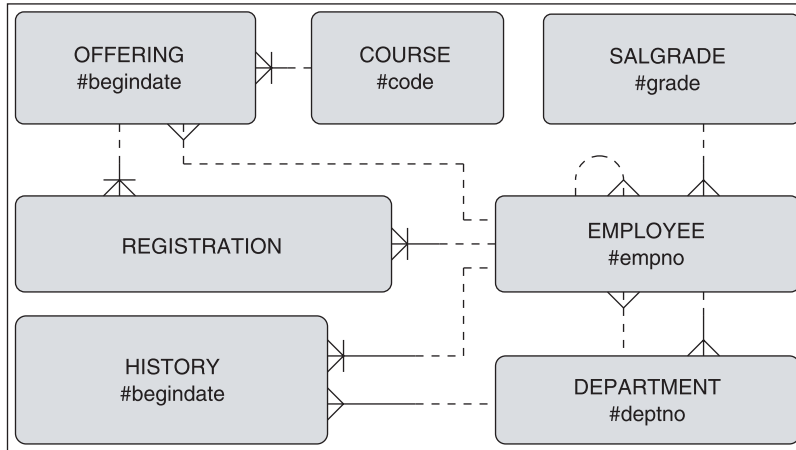 OFFERING
#begindate
COURSE
#code
SALGRADE
#grade
REGISTRATION
EMPLOYEE
#empno
HISTORY
#begindate
DEPARTMENT
#deptno